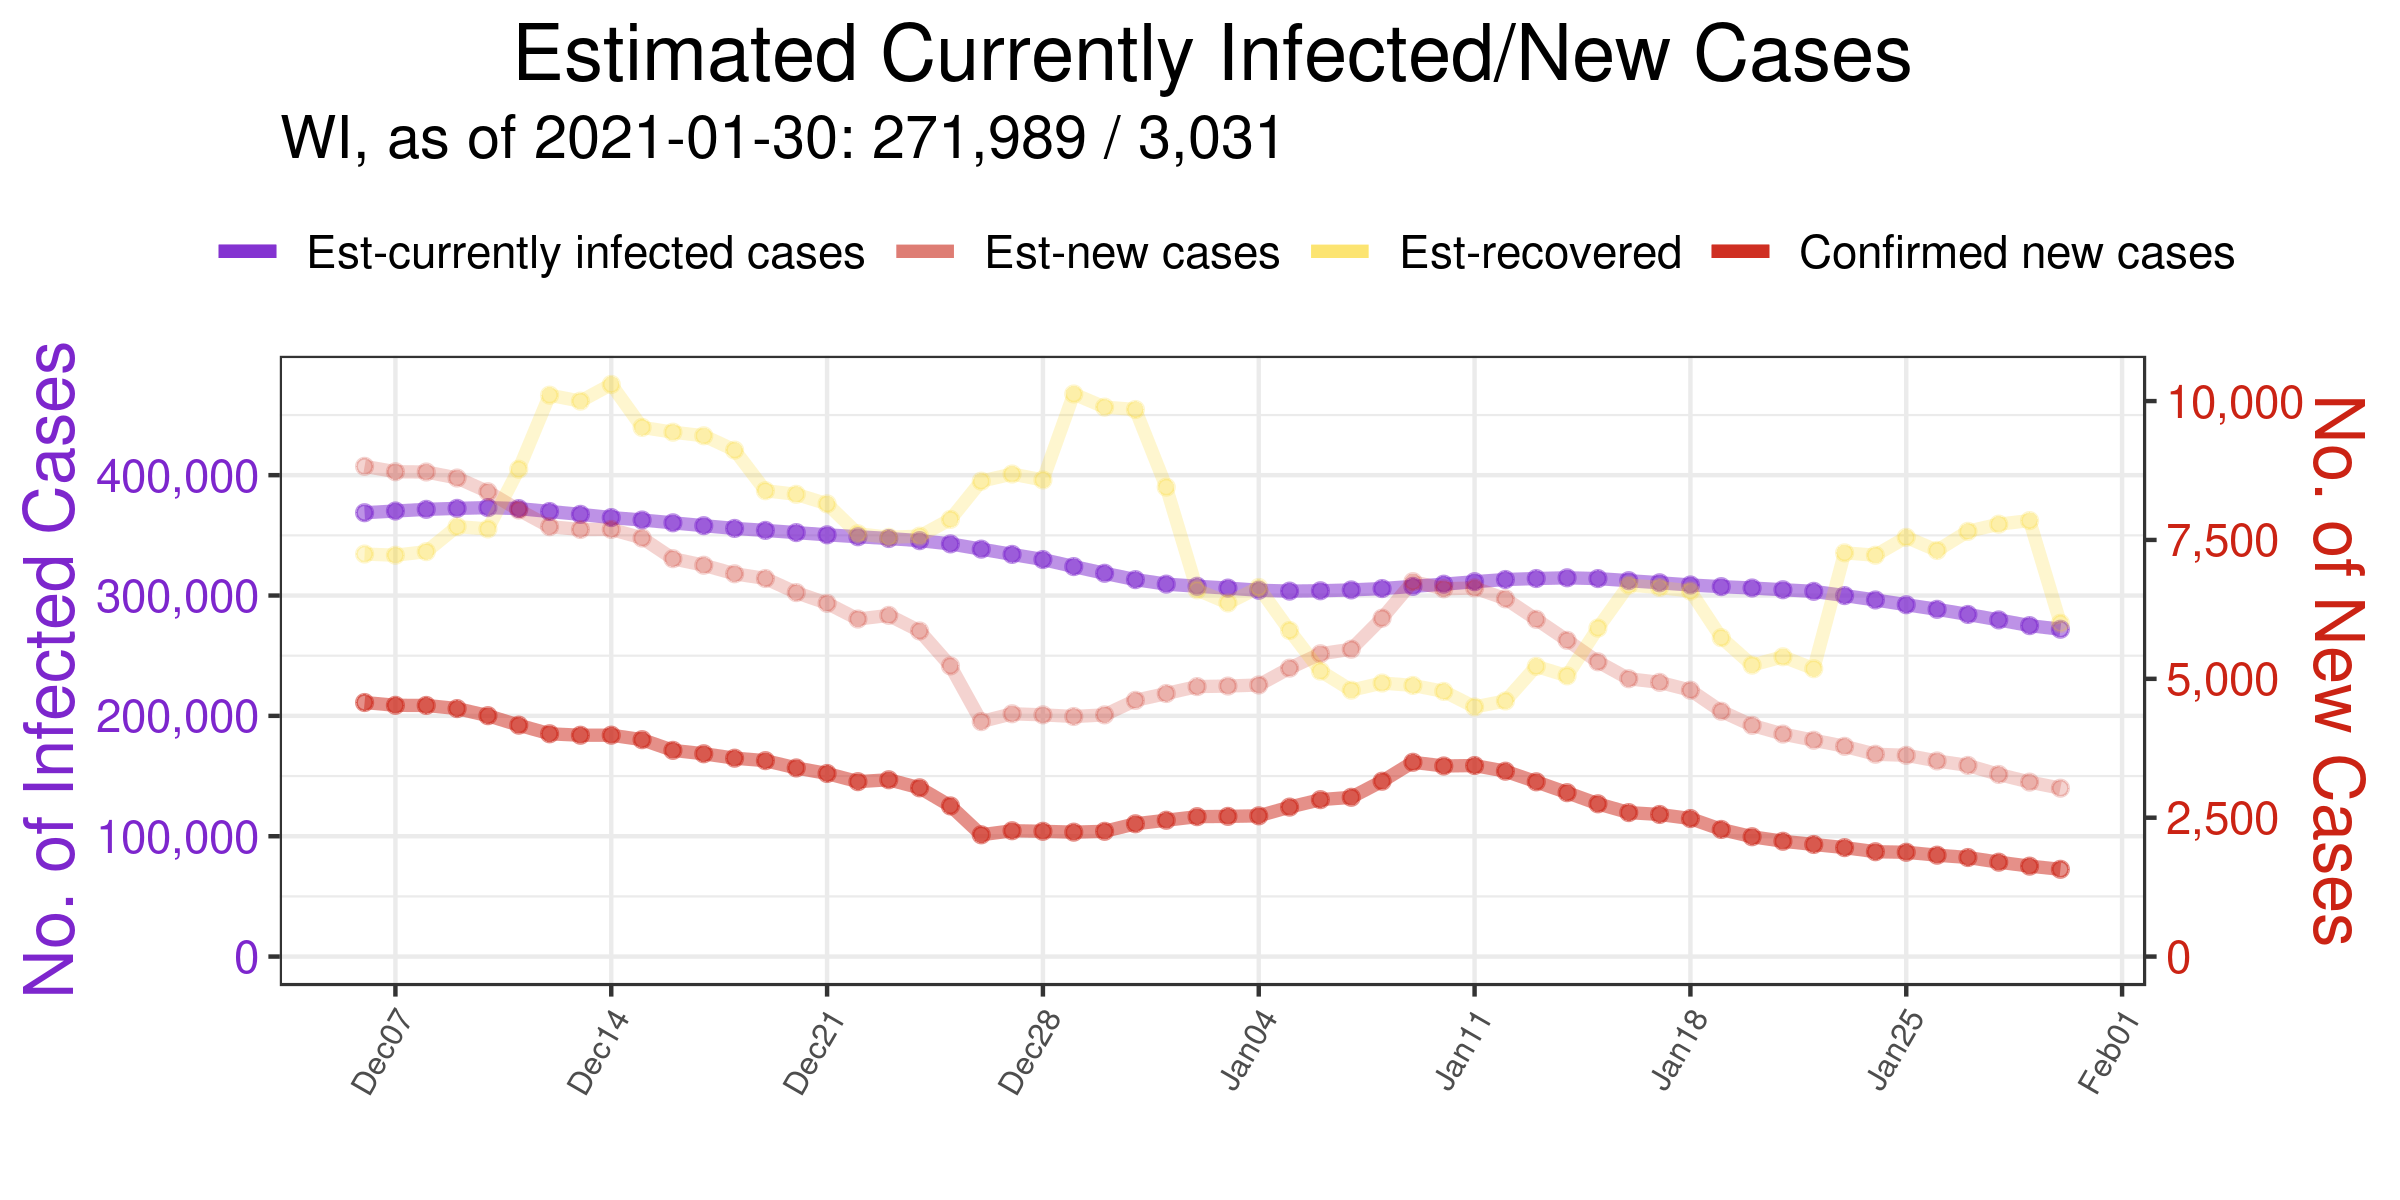 Estimated Currently Infected/New Cases
WI, as of 2021-01-30: 271,989 / 3,031
Est-currently infected cases Est-new cases Est-recovered Confirmed new cases
No. of Infected Cases
400,000
300,000
200,000
100,000
0
10,000
7,500
5,000
2,500
0
No. of New Cases
Dec07 Dec14 Dec21 Dec28 Jan04 Jan11 Jan18 Jan25 Feb01